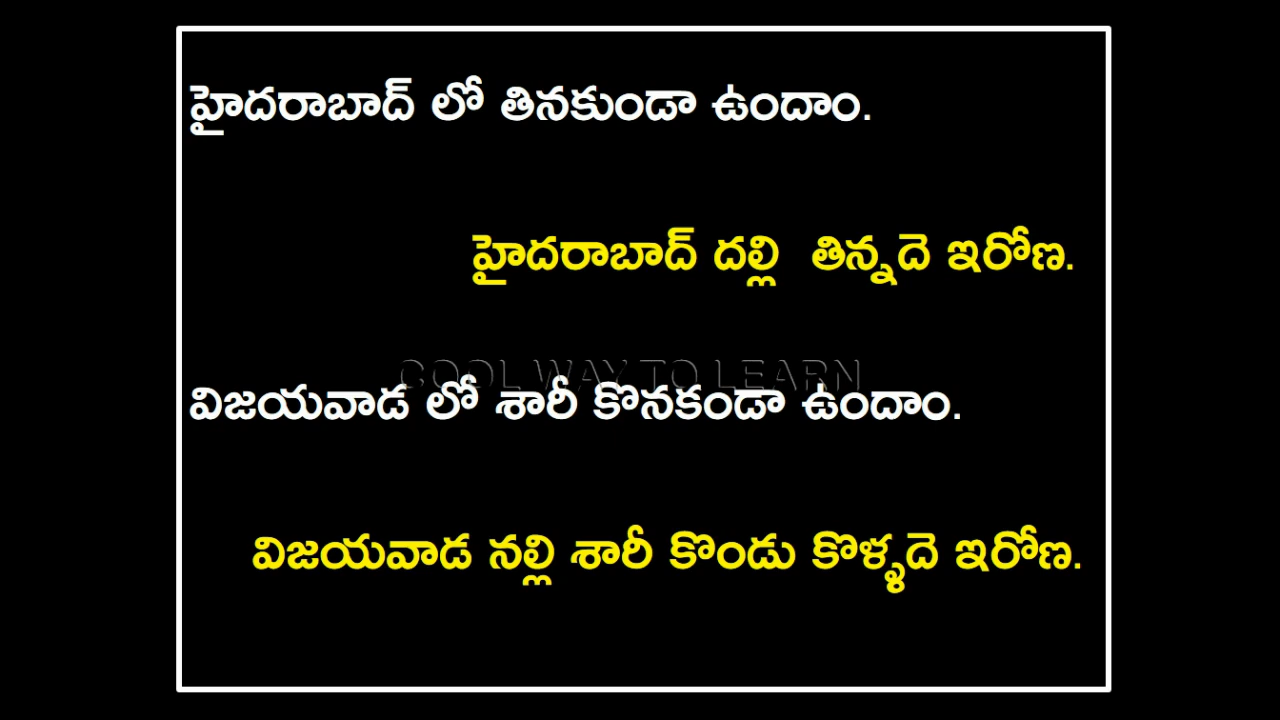 హైదరాబాద్ లో తినకుండా ఉందాం.
హైదరాబాద్ దల్లి తిన్నదె ఇరోణ.
COOL WAY TO LEARN
విజయవాడ లో శారీ కొనకండా ఉందాం.
విజయవాడ నల్లి శారీ కొండు కొళ్ళదె ఇరోణ.